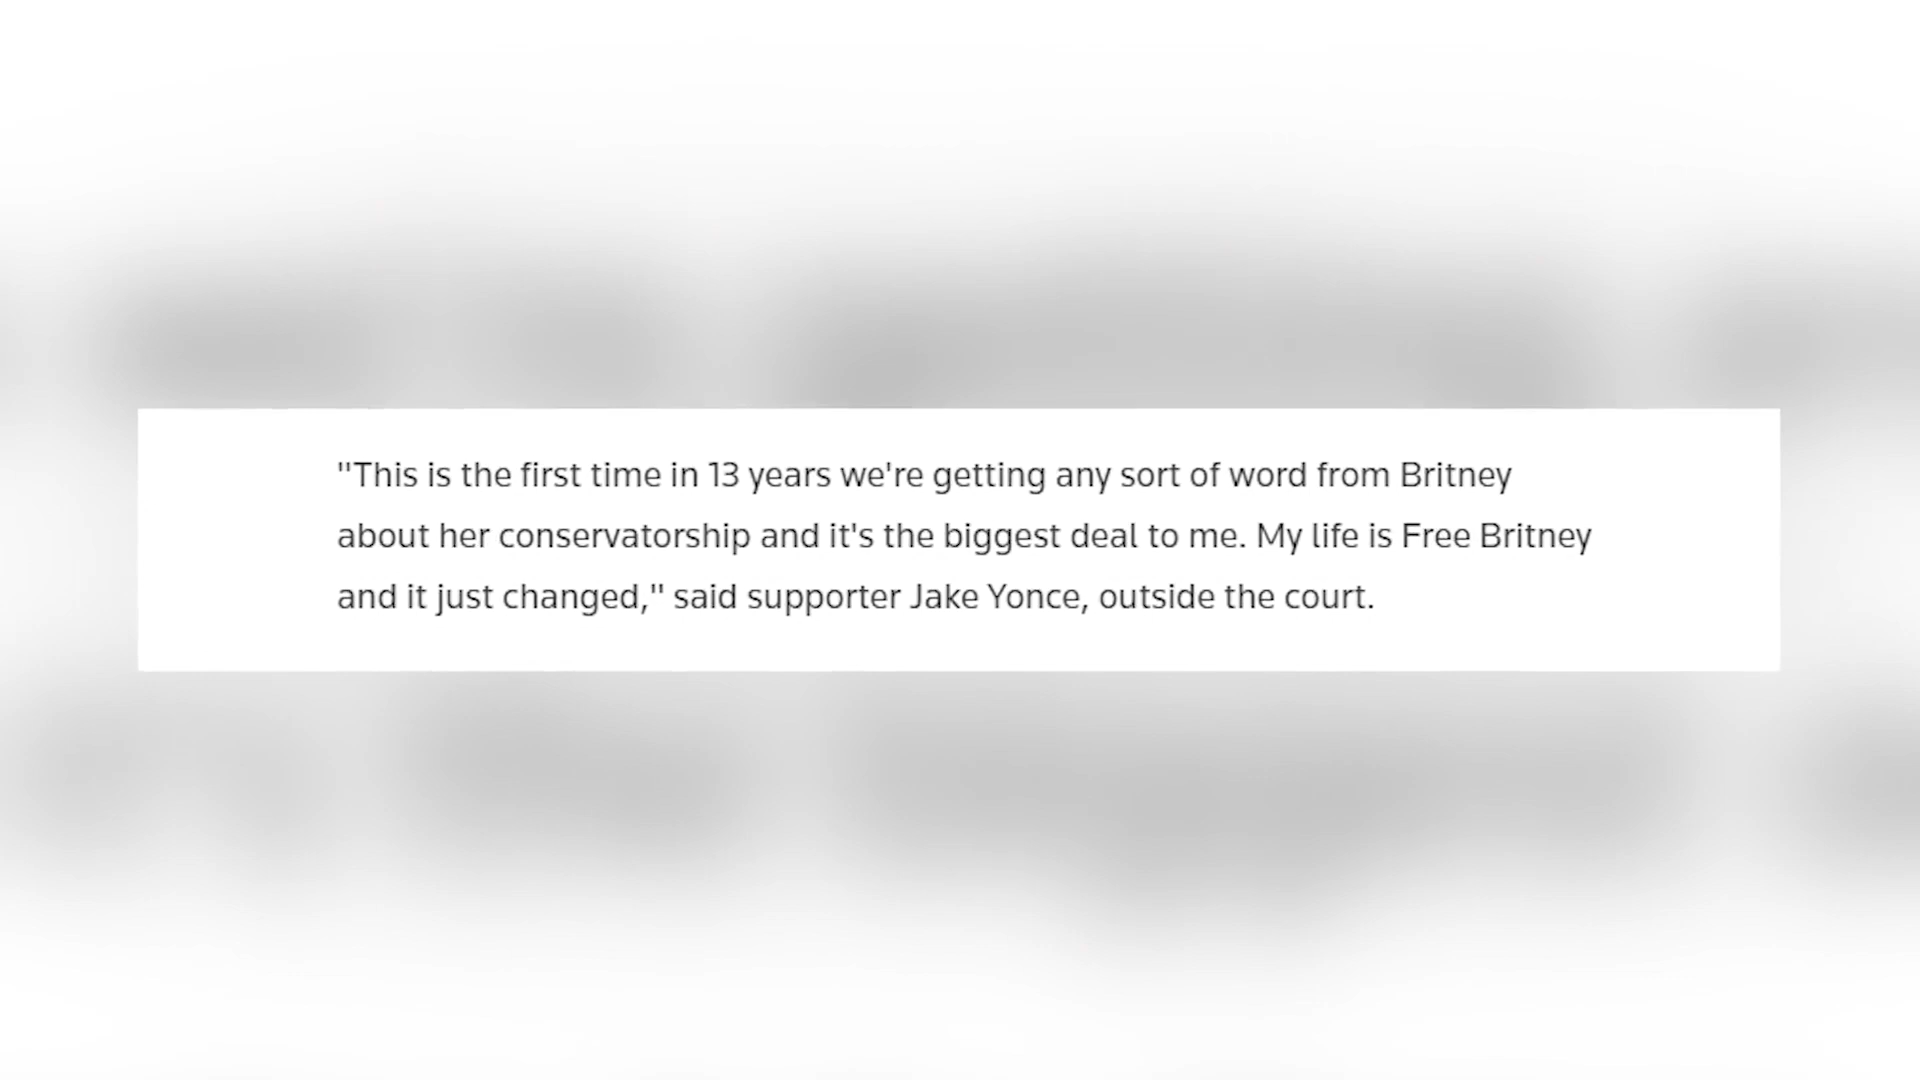 "This is the first time in 13 years we're getting any sort of word from Britney
about her conservatorship and it's the biggest deal to me. My life is Free Britney
and it just changed," said supporter Jake Yonce, outside the court.